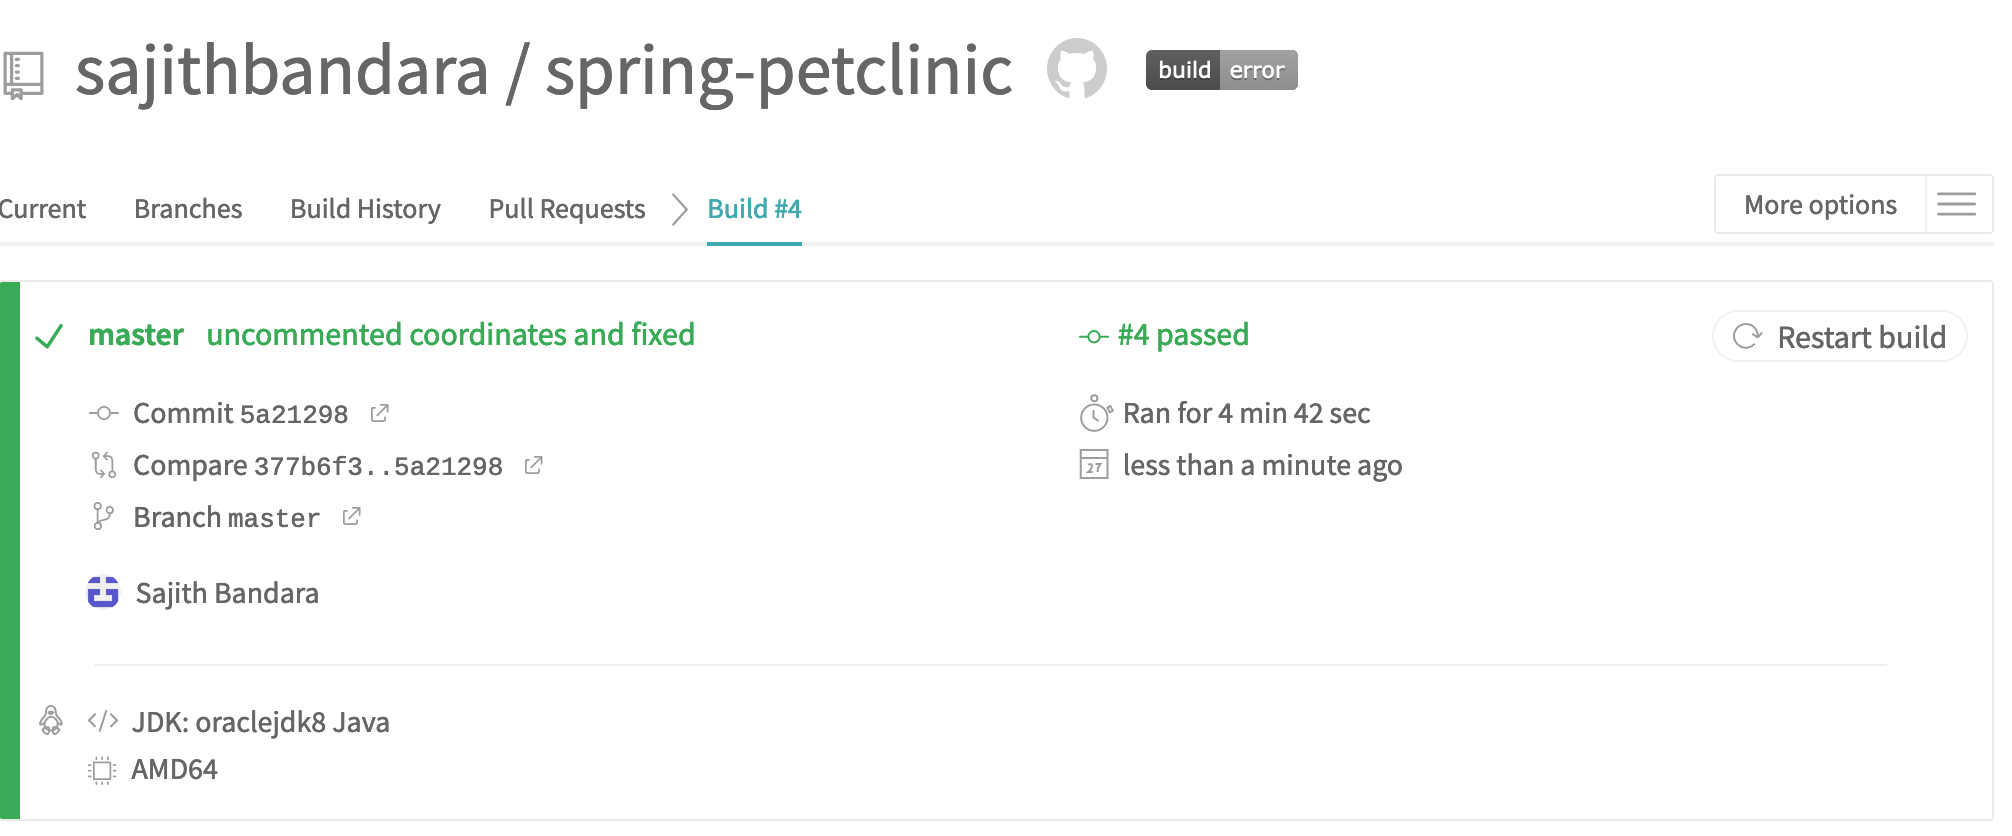 sajithbandara / spring-petclinic build error
Current Branches Build History Pull Requests Build #4 More options
master uncommented coordinates and fixed #4 passed Restart build
Commit 5a21298 Ran for 4 min 42 sec
Compare 377b6f3..5a21298 27 less than a minute ago
Branch master
Sajith Bandara
</> JDK: oraclejdk8 Java
AMD64